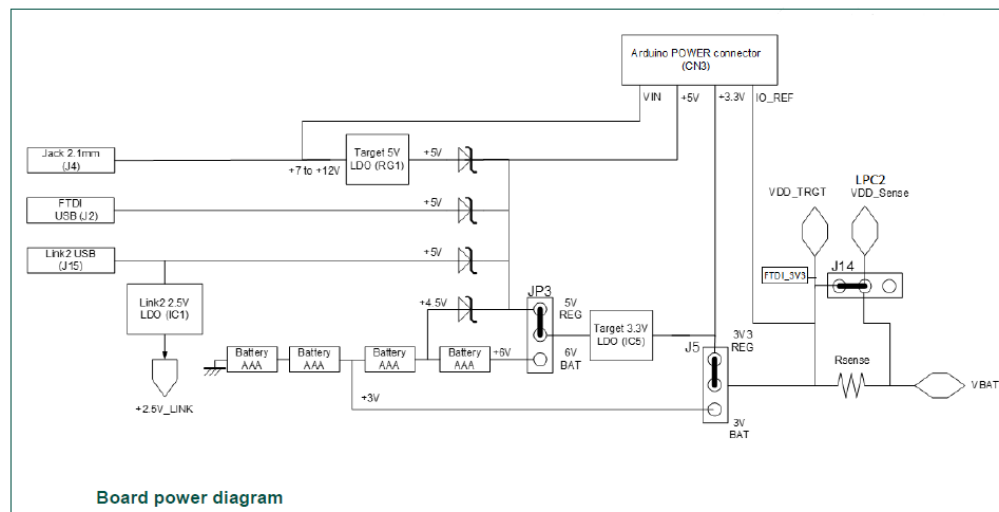 Arduino POWER connector
(CN3)
VIN
+5V
+3.3V
IO_REF
Jack 2.1mm
(J4)
+7 to +12V
Target 5V
LDO (RG1)
+5V
FTDI
USB (J2)
+5V
Link2 USB
(J15)
+5V
Link2 2.5V
LDO (IC1)
+2.5V_LINK
+4.5V
JP3
5V
REG
6V
BAT
Battery
AAA
Battery
AAA
Battery
AAA
Battery
AAA
+6V
+3V
Target 3.3V
LDO (IC5)
J5
3V3
REG
3V
BAT
VDD_TRGT
LPC2
VDD_Sense
FTDI_3V3
J14
Rsense
VBAT
Board power diagram